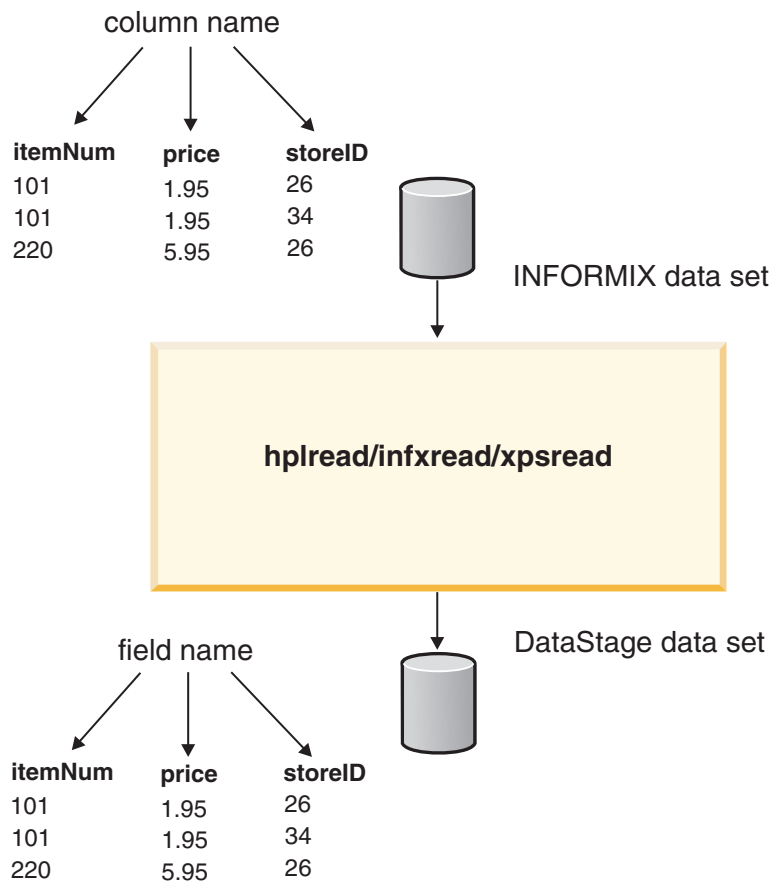 column name
itemNum price storeID
101 1.95 26
101 1.95 34
220 5.95 26
INFORMIX data set
hplread/infxread/xpsread
DataStage data set
field name
itemNum price storeID
101 1.95 26
101 1.95 34
220 5.95 26